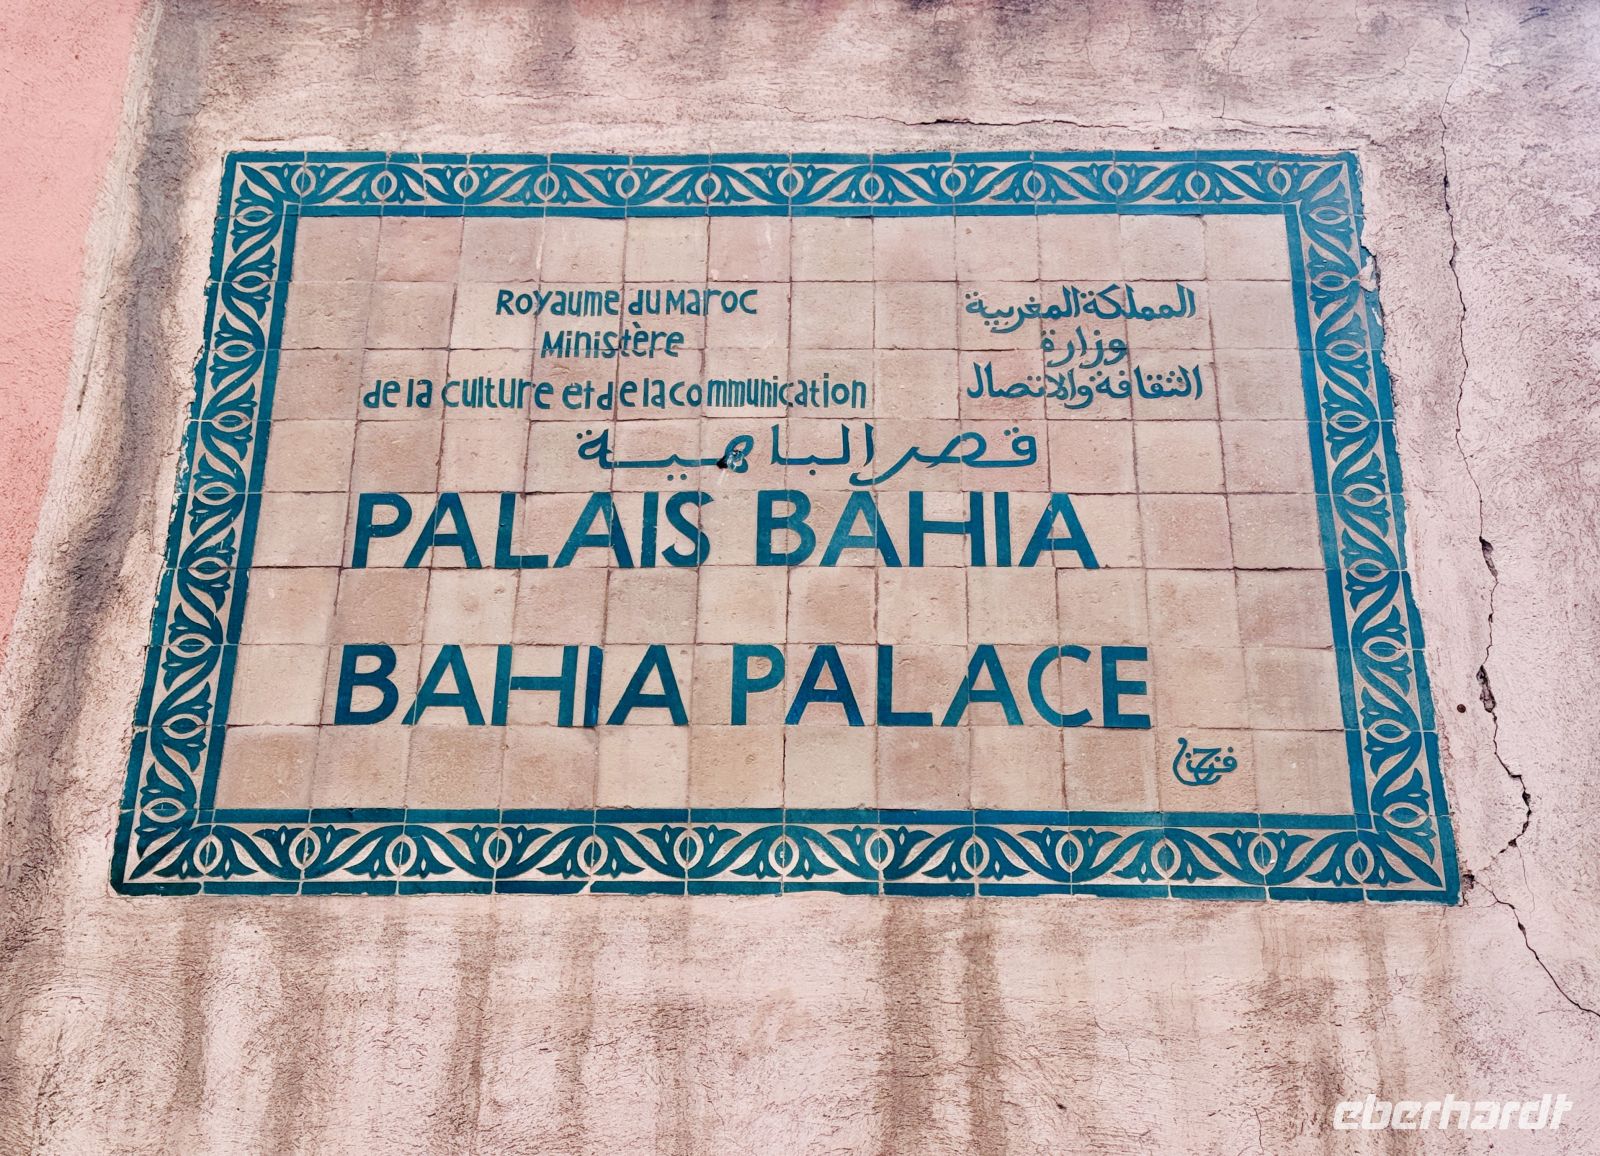 Royaume du Maroc
Ministère
de la culture et de la communication
المملكة المغربية
وزارة
الثقافة والاتصال
قصر الباهية
PALAIS BAHIA
BAHIA PALACE
eberhardt